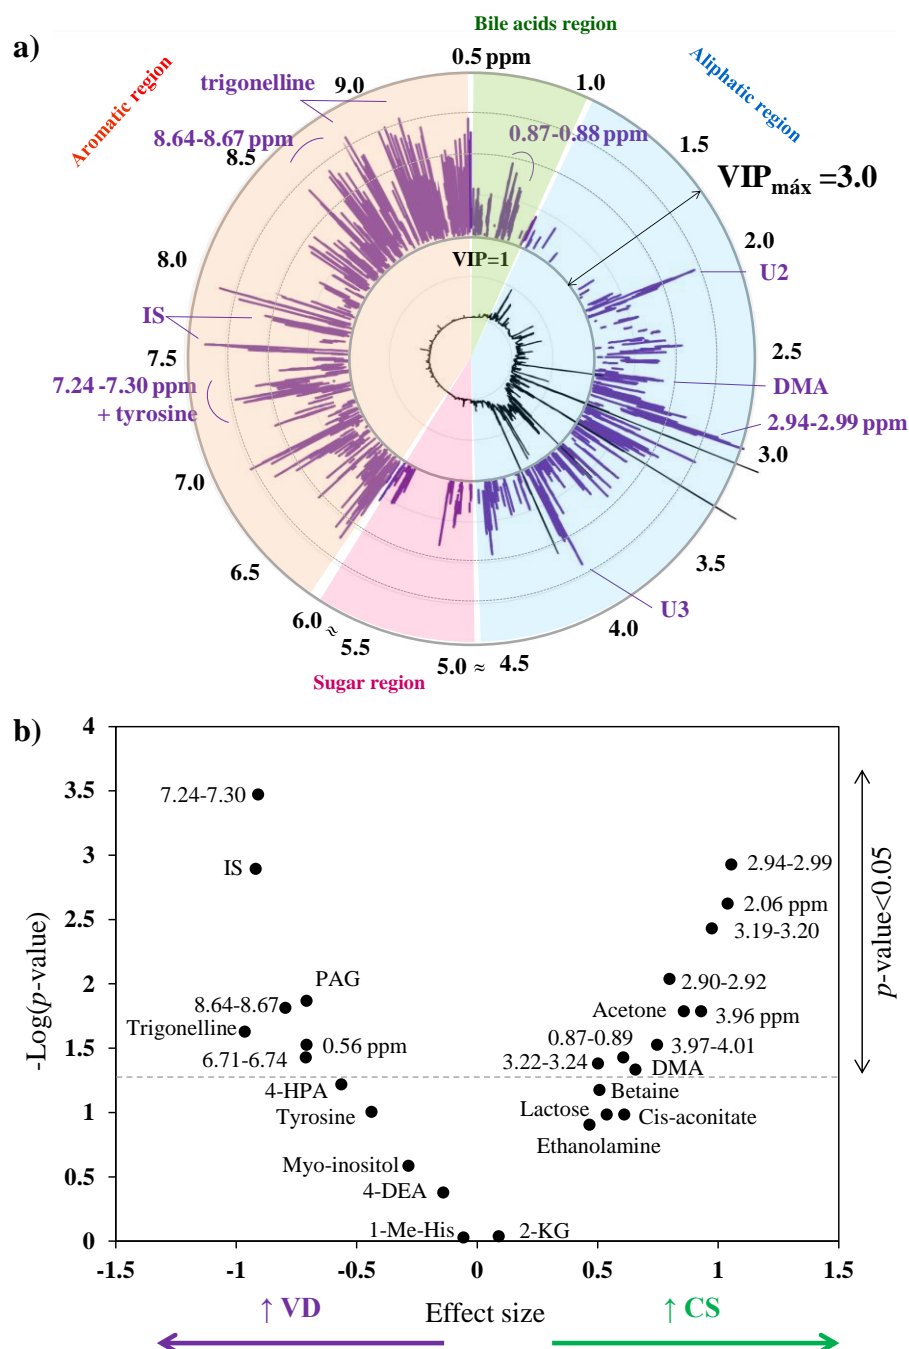 a)
Bile acids region
Aromatic region
Aliphatic region
0.5 ppm
trigonelline
9.0
1.0
8.64-8.67 ppm
8.5
0.87-0.88 ppm
1.5
VIPmáx =3.0
8.0
VIP=1
2.0
U2
IS
7.5
2.5
7.24 -7.30 ppm
+ tyrosine
DMA
2.94-2.99 ppm
3.0
7.0
3.5
6.5
U3
6.0 ≈
5.5
4.0
5.0 ≈ 4.5
Sugar region
b)
4
3.5
3
2.5
2
1.5
1
0.5
0
-Log(p-value)
7.24-7.30
IS
2.94-2.99
2.06 ppm
3.19-3.20
PAG
2.90-2.92
8.64-8.67
Acetone
3.96 ppm
Trigonelline
0.56 ppm
0.87-0.89
3.97-4.01
6.71-6.74
3.22-3.24
DMA
4-HPA
Betaine
Tyrosine
Lactose
Cis-aconitate
Ethanolamine
Myo-inositol
4-DEA
1-Me-His
2-KG
p-value<0.05
-1.5 -1 -0.5 0 0.5 1 1.5
↑ VD
Effect size
↑ CS